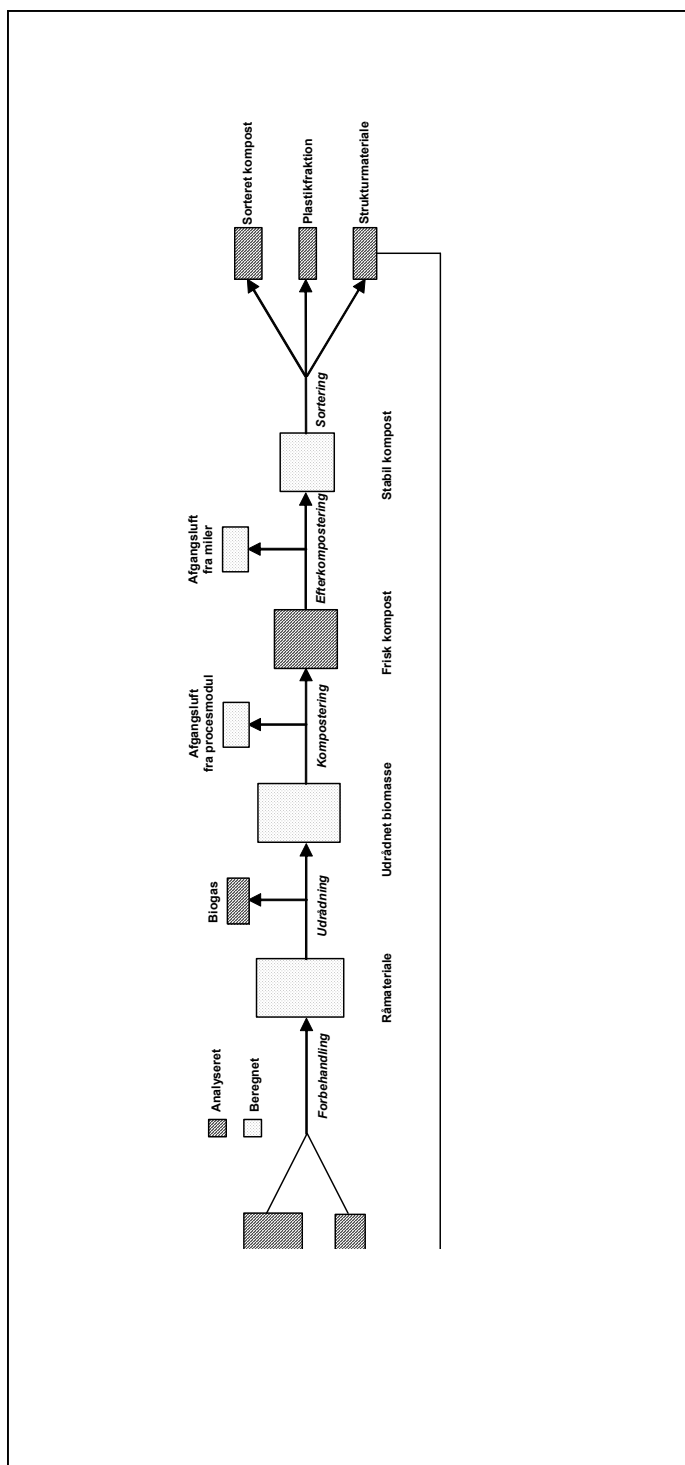 Analyseret
Beregnet
Forbehandling
Råmateriale
Biogas
Udrådning
Udrådnet biomasse
Afgangsluft
fra procesmodul
Kompostering
Frisk kompost
Afgangsluft
fra miler
Efterkompostering
Stabil kompost
Sortering
Sorteret kompost
Plastikfraktion
Strukturmateriale